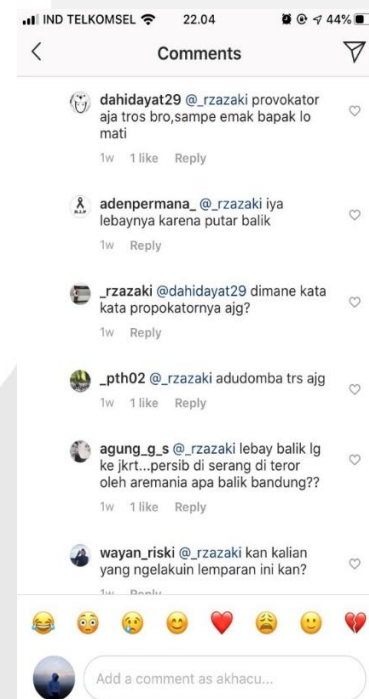 IND TELKOMSEL 22.04 @ 44%
Comments
dahidayat29 @_rzazaki provokator
aja tros bro,sampe emak bapak lo
mati
1w 1 like Reply
adenpermana_ @_rzazaki iya
lebaynya karena putar balik
1w Reply
_rzazaki @dahidayat29 dimane kata
kata propokatornya ajg?
1w Reply
_pth02 @_rzazaki adudomba trs ajg
1w 1 like Reply
agung_g_s @_rzazaki lebay balik lg
ke jkrt...persib di serang di teror
oleh aremania apa balik bandung??
1w 1 like Reply
wayan_riski @_rzazaki kan kalian
yang ngelakuin lemparan ini kan?
1w Reply
Add a comment as akhacu...